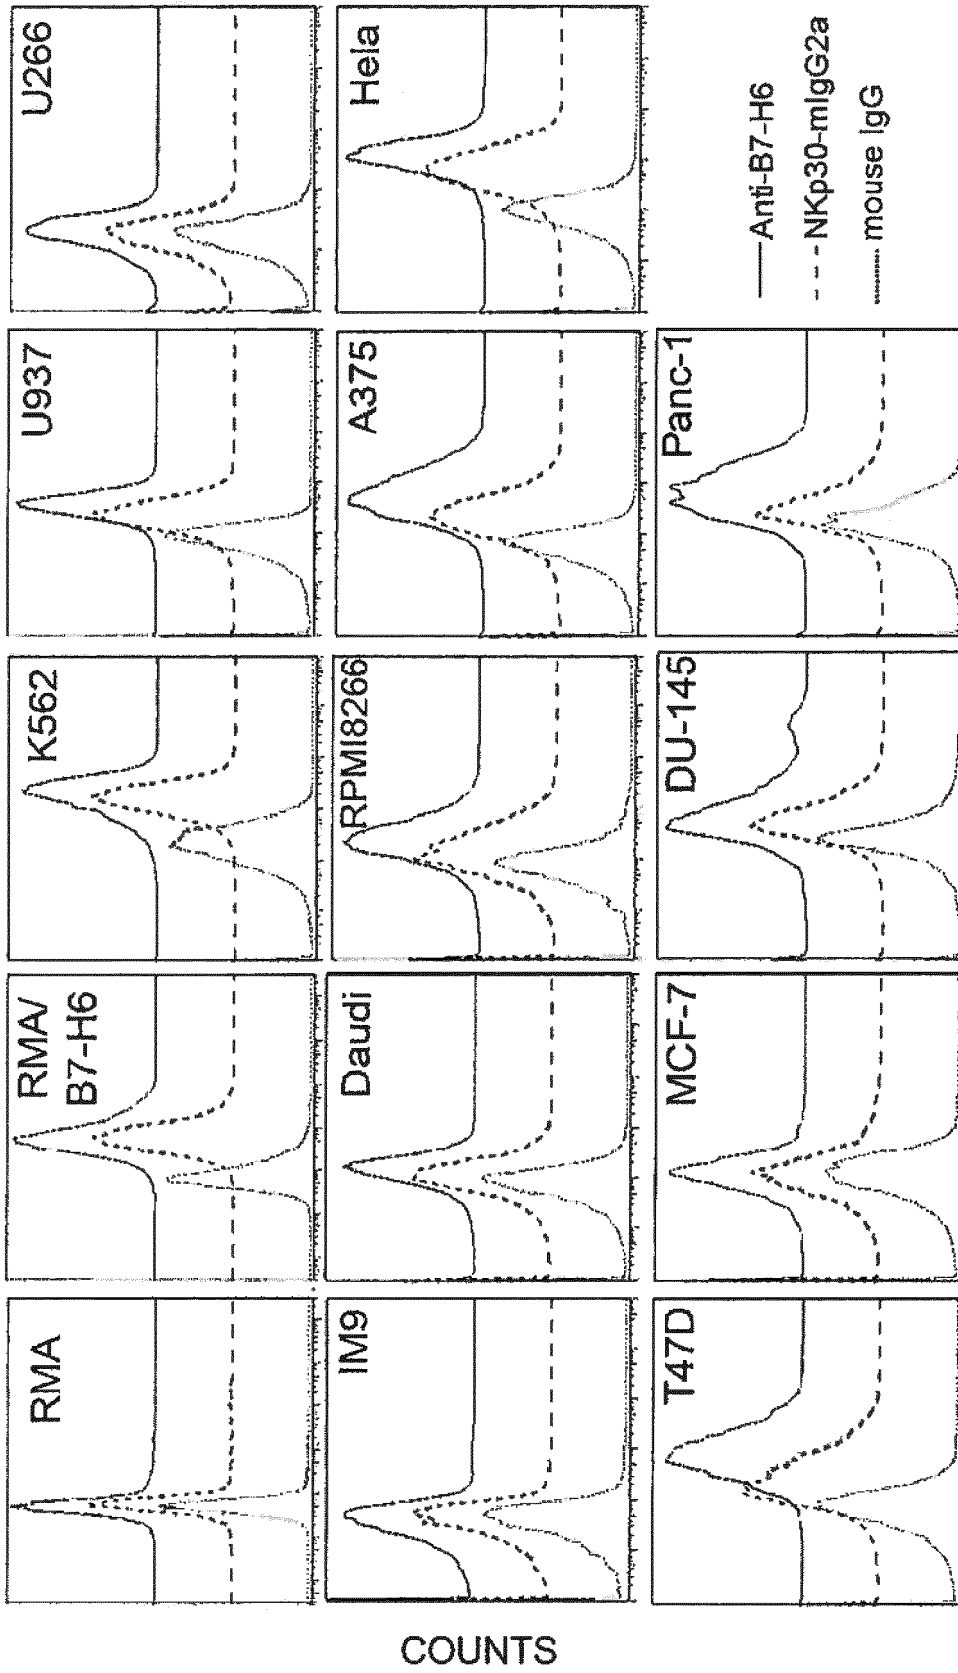 RMA
RMA/
B7-H6
K562
U937
U266
IM9
Daudi
RPMI8266
A375
Hela
T47D
MCF-7
DU-145
Panc-1
Anti-B7-H6
NKp30-mIgG2a
mouse IgG
COUNTS